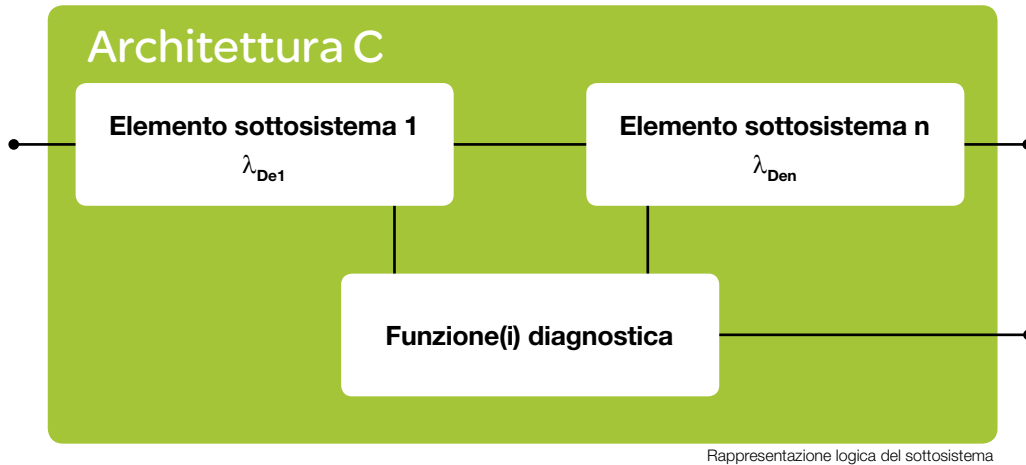 Architettura C
Elemento sottosistema 1
λDe1
Elemento sottosistema n
λDen
Funzione(i) diagnostica
Rappresentazione logica del sottosistema